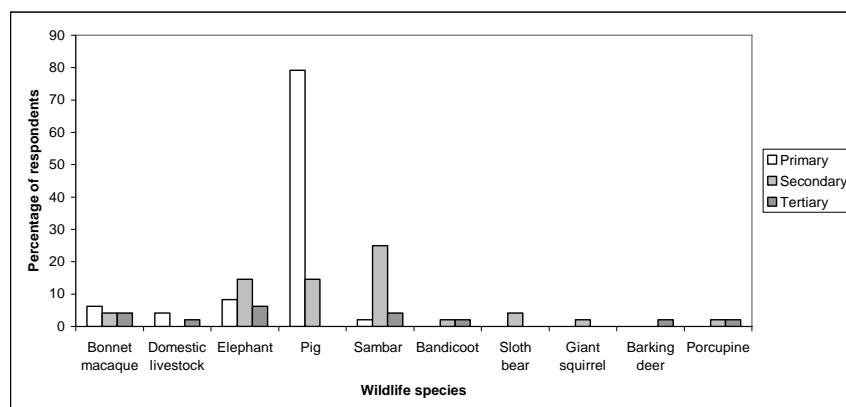 90
80
70
60
50
40
30
20
10
0
Percentage of respondents
Bonnet macaque
Domestic livestock
Elephant
Pig
Sambar
Bandicoot
Sloth bear
Giant squirrel
Barking deer
Porcupine
Wildlife species
Primary
Secondary
Tertiary